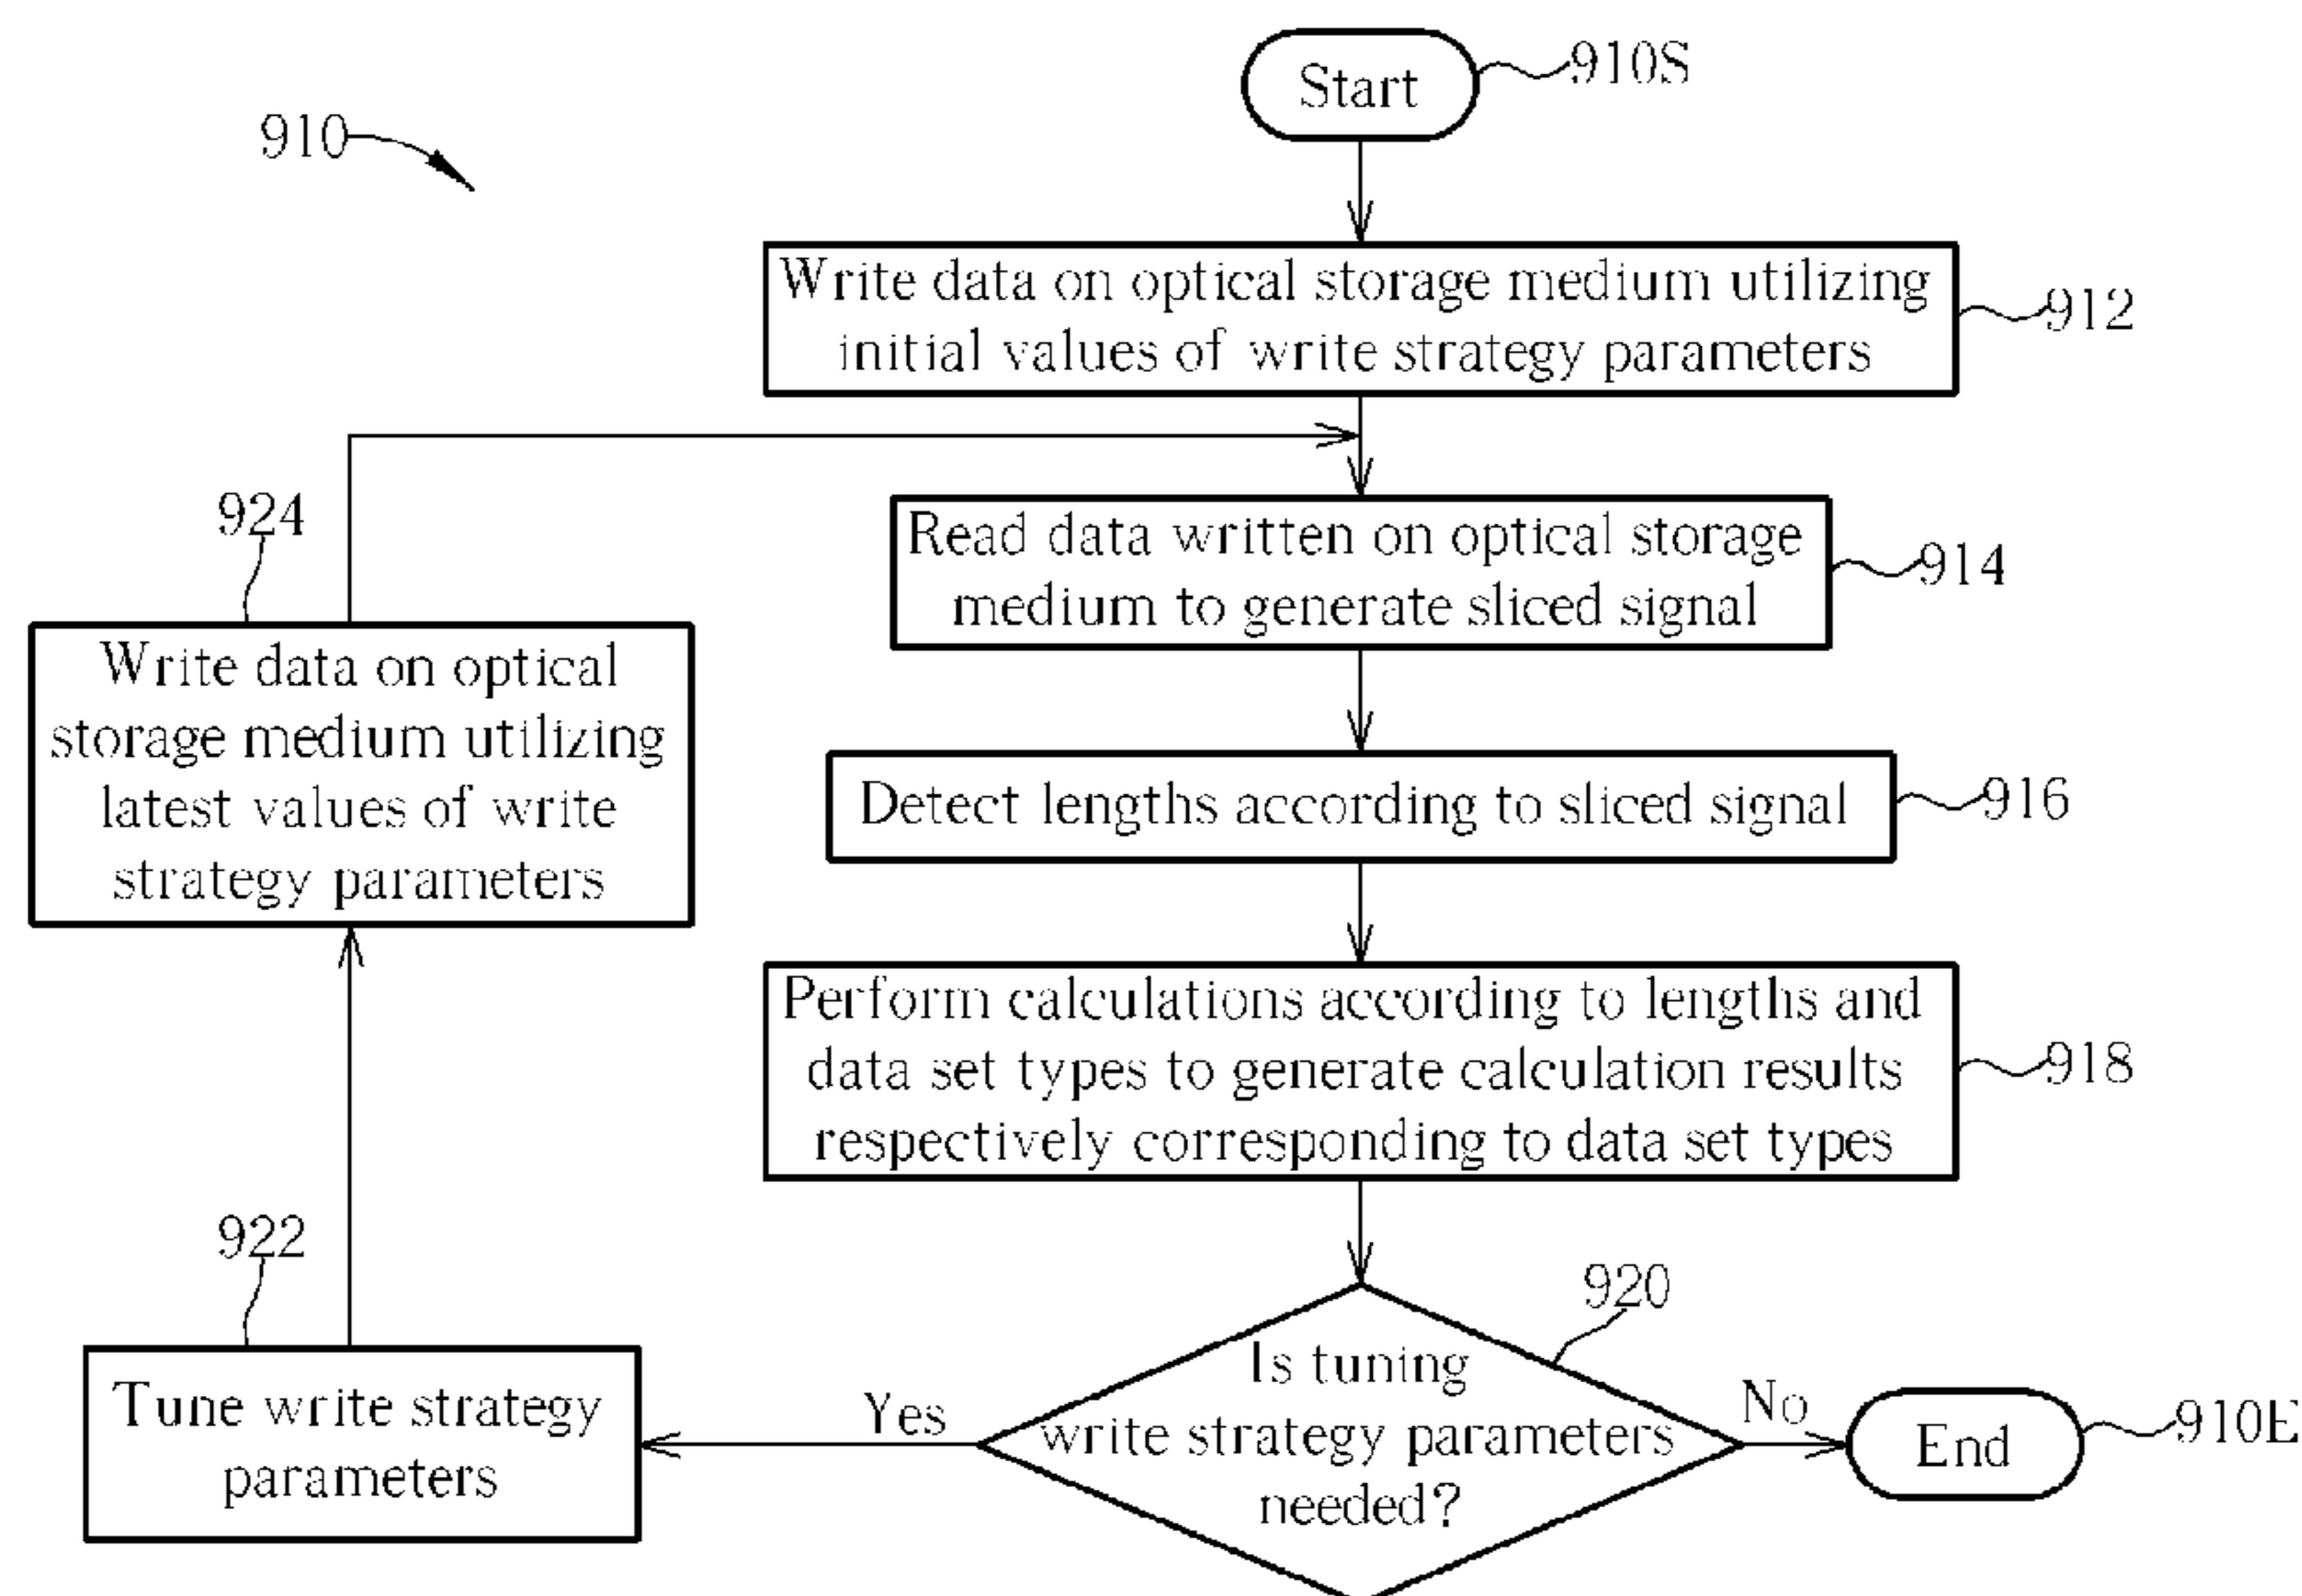 Start
910S
910
Write data on optical storage medium utilizing
initial values of write strategy parameters
912
Read data written on optical storage
medium to generate sliced signal
914
924
Write data on optical
storage medium utilizing
latest values of write
strategy parameters
Detect lengths according to sliced signal
916
Perform calculations according to lengths and
data set types to generate calculation results
respectively corresponding to data set types
918
922
Tune write strategy
parameters
920
Is tuning
write strategy parameters
needed?
Yes
No
End
910E